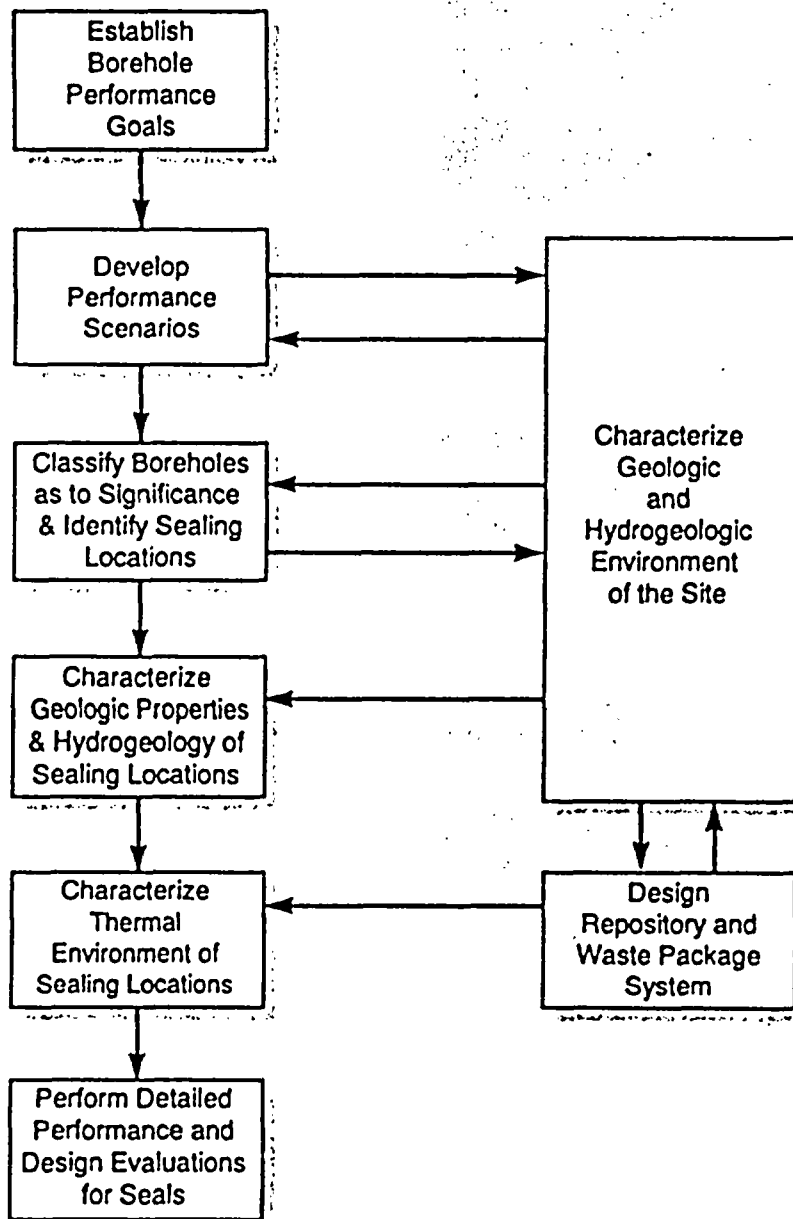 Establish
Borehole
Performance
Goals
Develop
Performance
Scenarios
Classify Boreholes
as to Significance
& Identify Sealing
Locations
Characterize
Geologic Properties
& Hydrogeology of
Sealing Locations
Characterize
Thermal
Environment of
Sealing Locations
Perform Detailed
Performance and
Design Evaluations
for Seals
Characterize
Geologic
and
Hydrogeologic
Environment
of the Site
Design
Repository and
Waste Package
System